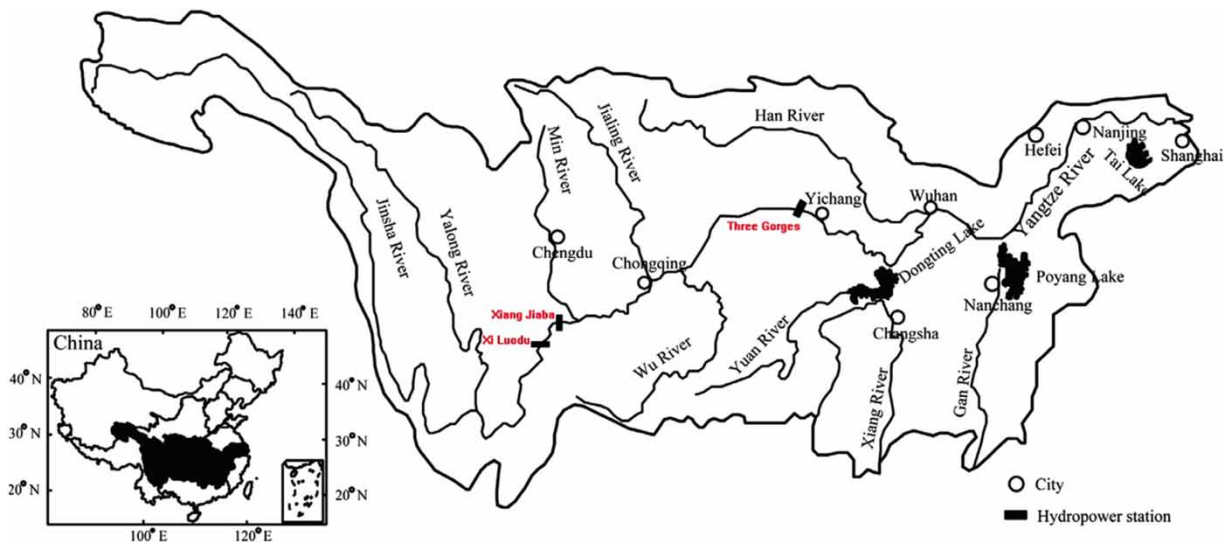 Han River
Jialing River
Min River
Hefei
Nanjing
Shanghai
Tai Lake
Yangtze River
Jinsha River
Yalong River
Chengdu
Chongqing
Three Gorges
Yichang
Wuhan
Dongting Lake
Poyang Lake
Nanchang
Changsha
Xiang Jiaba
Xi Luodu
Wu River
Yuan River
Xiang River
Gan River
80°E 100°E 120°E 140°E
China
40°N
30°N
20°N
40°N
30°N
20°N
100°E 120°E
City
Hydropower station